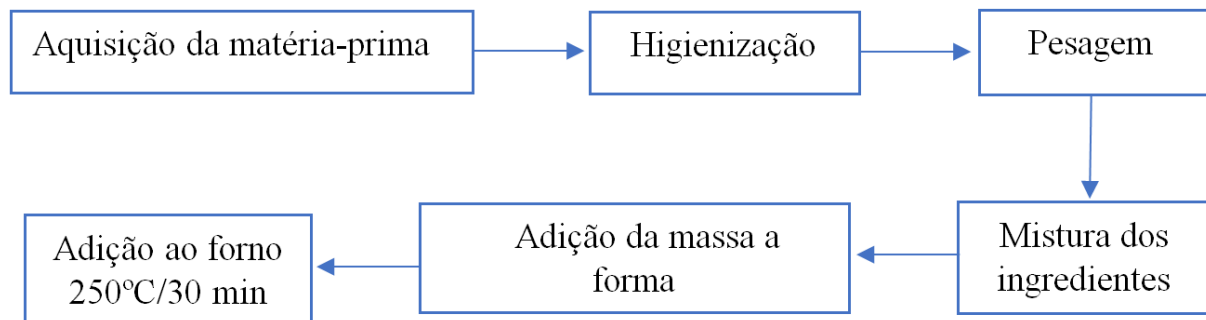 Aquisição da matéria-prima
Higienização
Pesagem
Mistura dos
ingredientes
Adição da massa a
forma
Adição ao forno
250ºC/30 min